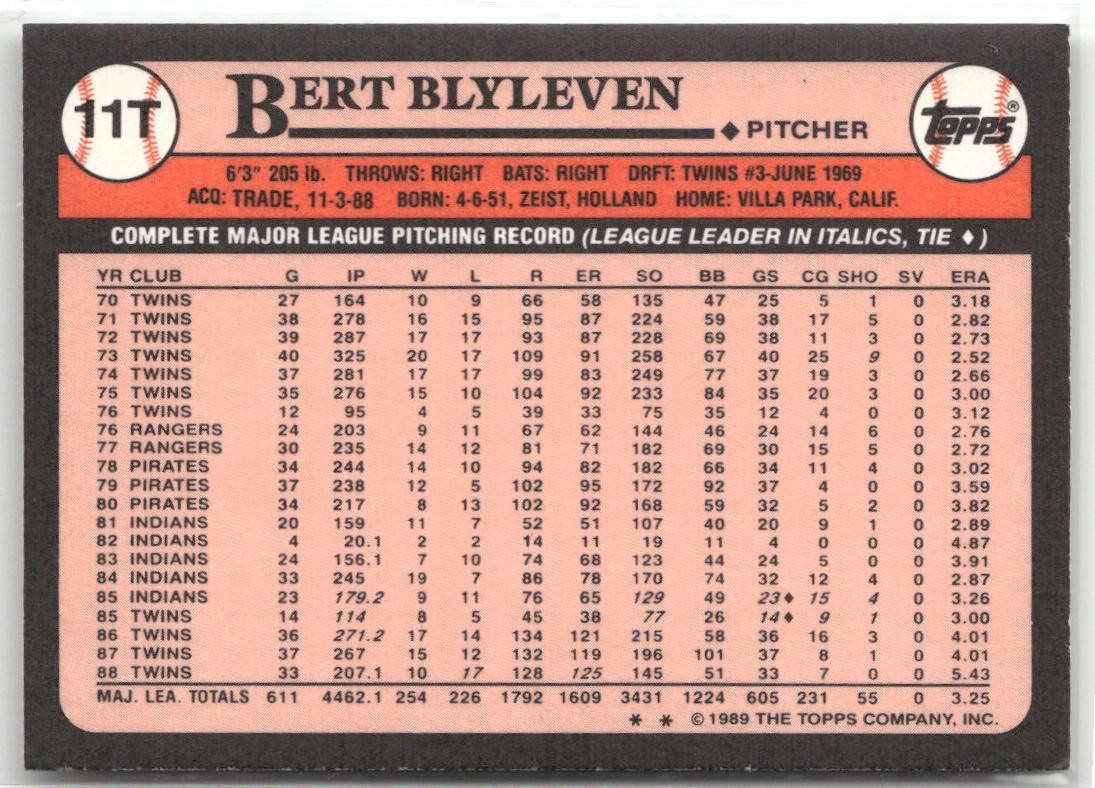 11T
BERT BLYLEVEN
♦ PITCHER
topps®
6'3" 205 lb. THROWS: RIGHT BATS: RIGHT DRFT: TWINS #3-JUNE 1969
ACQ: TRADE, 11-3-88 BORN: 4-6-51, ZEIST, HOLLAND HOME: VILLA PARK, CALIF.
COMPLETE MAJOR LEAGUE PITCHING RECORD (LEAGUE LEADER IN ITALICS, TIE ♦)
YR CLUB G IP W L R ER SO BB GS CG SHO SV ERA
70 TWINS 27 164 10 9 66 58 135 47 25 5 1 0 3.18
71 TWINS 38 278 16 15 95 87 224 59 38 17 5 0 2.82
72 TWINS 39 287 17 17 93 87 228 69 38 11 3 0 2.73
73 TWINS 40 325 20 17 109 91 258 67 40 25 9 0 2.52
74 TWINS 37 281 17 17 99 83 249 77 37 19 3 0 2.66
75 TWINS 35 276 15 10 104 92 233 84 35 20 3 0 3.00
76 TWINS 12 95 4 5 39 33 75 35 12 4 0 0 3.12
76 RANGERS 24 203 9 11 67 62 144 46 24 14 6 0 2.76
77 RANGERS 30 235 14 12 81 71 182 69 30 15 5 0 2.72
78 PIRATES 34 244 14 10 94 82 182 66 34 11 4 0 3.02
79 PIRATES 37 238 12 5 102 95 172 92 37 4 0 0 3.59
80 PIRATES 34 217 8 13 102 92 168 59 32 5 2 0 3.82
81 INDIANS 20 159 11 7 52 51 107 40 20 9 1 0 2.89
82 INDIANS 4 20.1 2 2 14 11 19 11 4 0 0 0 4.87
83 INDIANS 24 156.1 7 10 74 68 123 44 24 5 0 0 3.91
84 INDIANS 33 245 19 7 86 78 170 74 32 12 4 0 2.87
85 INDIANS 23 179.2 9 11 76 65 129 49 23♦ 15 4 0 3.26
85 TWINS 14 114 8 5 45 38 77 26 14♦ 9 1 0 3.00
86 TWINS 36 271.2 17 14 134 121 215 58 36 16 3 0 4.01
87 TWINS 37 267 15 12 132 119 196 101 37 8 1 0 4.01
88 TWINS 33 207.1 10 17 128 125 145 51 33 7 0 0 5.43
MAJ. LEA. TOTALS 611 4462.1 254 226 1792 1609 3431 1224 605 231 55 0 3.25
* * © 1989 THE TOPPS COMPANY, INC.